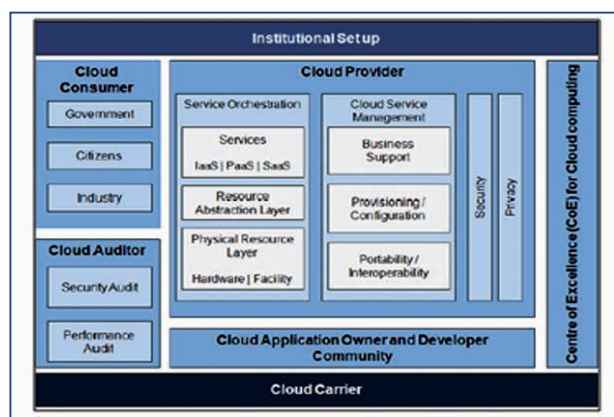 Institutional Setup
Cloud
Consumer
Government
Citizens
Industry
Cloud Auditor
Security Audit
Performance
Audit
Cloud Provider
Service Orchestration
Services
IaaS | PaaS | SaaS
Resource
Abstraction Layer
Physical Resource
Layer
Hardware | Facility
Cloud Service
Management
Business
Support
Provisioning /
Configuration
Portability /
Interoperability
Security
Privacy
Cloud Application Owner and Developer
Community
Centre of Excellence (CoE) for Cloud computing
Cloud Carrier